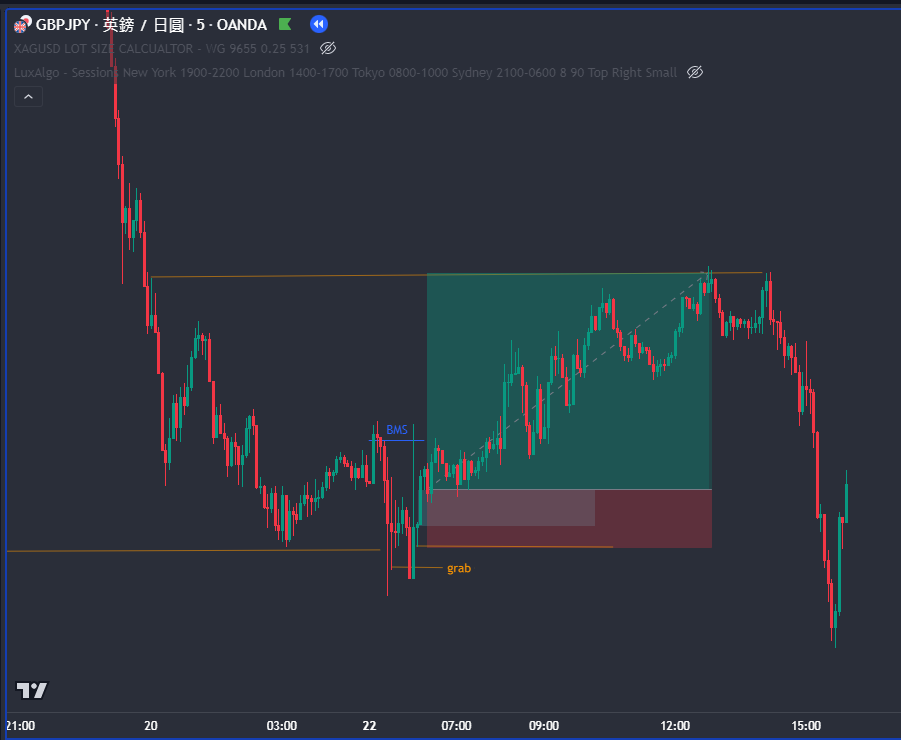 GBPJPY · 英鎊 / 日圓 · 5 · OANDA
XAGUSD LOT SIZE CALCUALTOR - WG 9655 0.25 531
LuxAlgo - Sessions New York 1900-2200 London 1400-1700 Tokyo 0800-1000 Sydney 2100-0600 8 90 Top Right Small
BMS
grab
21:00 20 03:00 22 07:00 09:00 12:00 15:00